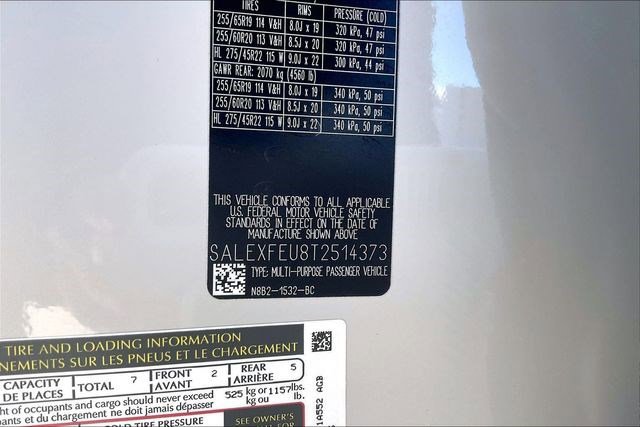 TIRES RIMS PRESSURE (COLD)
255/65R19 114 V&H 8.0J x 19 320 kPa, 47 psi
255/60R20 113 V&H 8.5J x 20 320 kPa, 47 psi
HL 275/45R22 115 W 9.0J x 22 300 kPa, 44 psi
GAWR REAR: 2070 kg (4560 lb)
255/65R19 114 V&H 8.0J x 19 340 kPa, 50 psi
255/60R20 113 V&H 8.5J x 20 340 kPa, 50 psi
HL 275/45R22 115 W 9.0J x 22 340 kPa, 50 psi
THIS VEHICLE CONFORMS TO ALL APPLICABLE
U.S. FEDERAL MOTOR VEHICLE SAFETY
STANDARDS IN EFFECT ON THE DATE OF
MANUFACTURE SHOWN ABOVE
SALEXFEU8T2514373
TYPE: MULTI-PURPOSE PASSENGER VEHICLE
N8B2-1532-BC
TIRE AND LOADING INFORMATION
NEMENTS SUR LES PNEUS ET LE CHARGEMENT
CAPACITY TOTAL 7 FRONT 2 REAR 5
DE PLACES AVANT ARRIÈRE
ht of occupants and cargo should never exceed 525 kg or 1157 lbs.
ants et du chargement ne doit jamais dépasser kg ou lb.
TIRE PRESSURE SEE OWNER'S
1A552 AGB